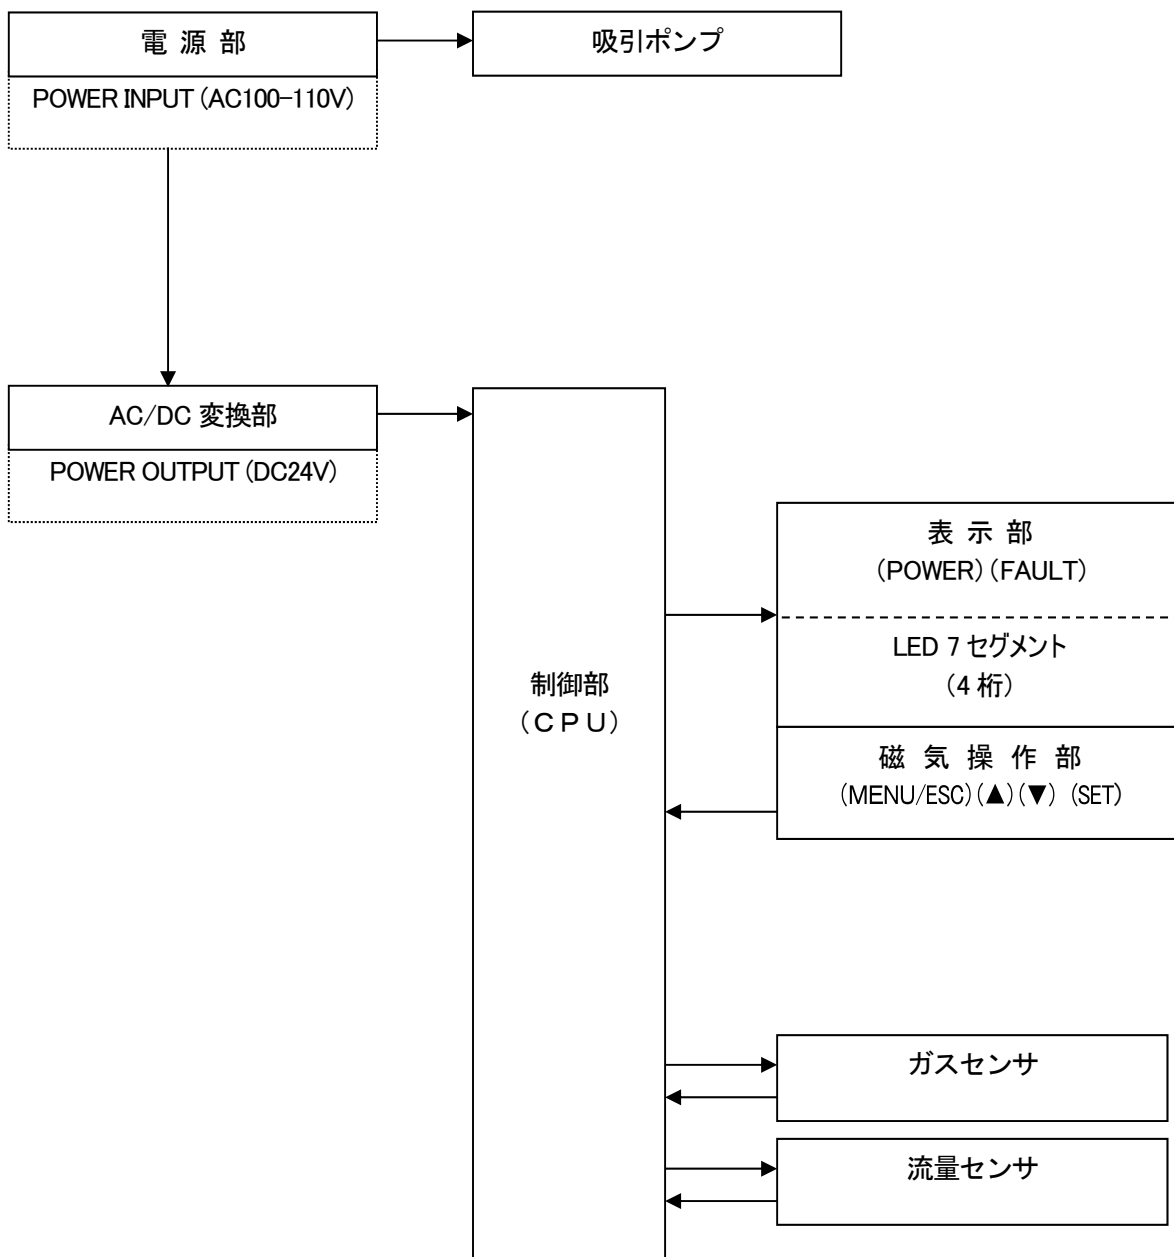 電 源 部
吸引ポンプ
POWER INPUT (AC100-110V)
AC/DC 変換部
POWER OUTPUT (DC24V)
表 示 部
(POWER)(FAULT)
LED 7 セグメント
(4 桁)
制御部
(ＣＰＵ)
磁 気 操 作 部
(MENU/ESC)(▲)(▼) (SET)
ガスセンサ
流量センサ